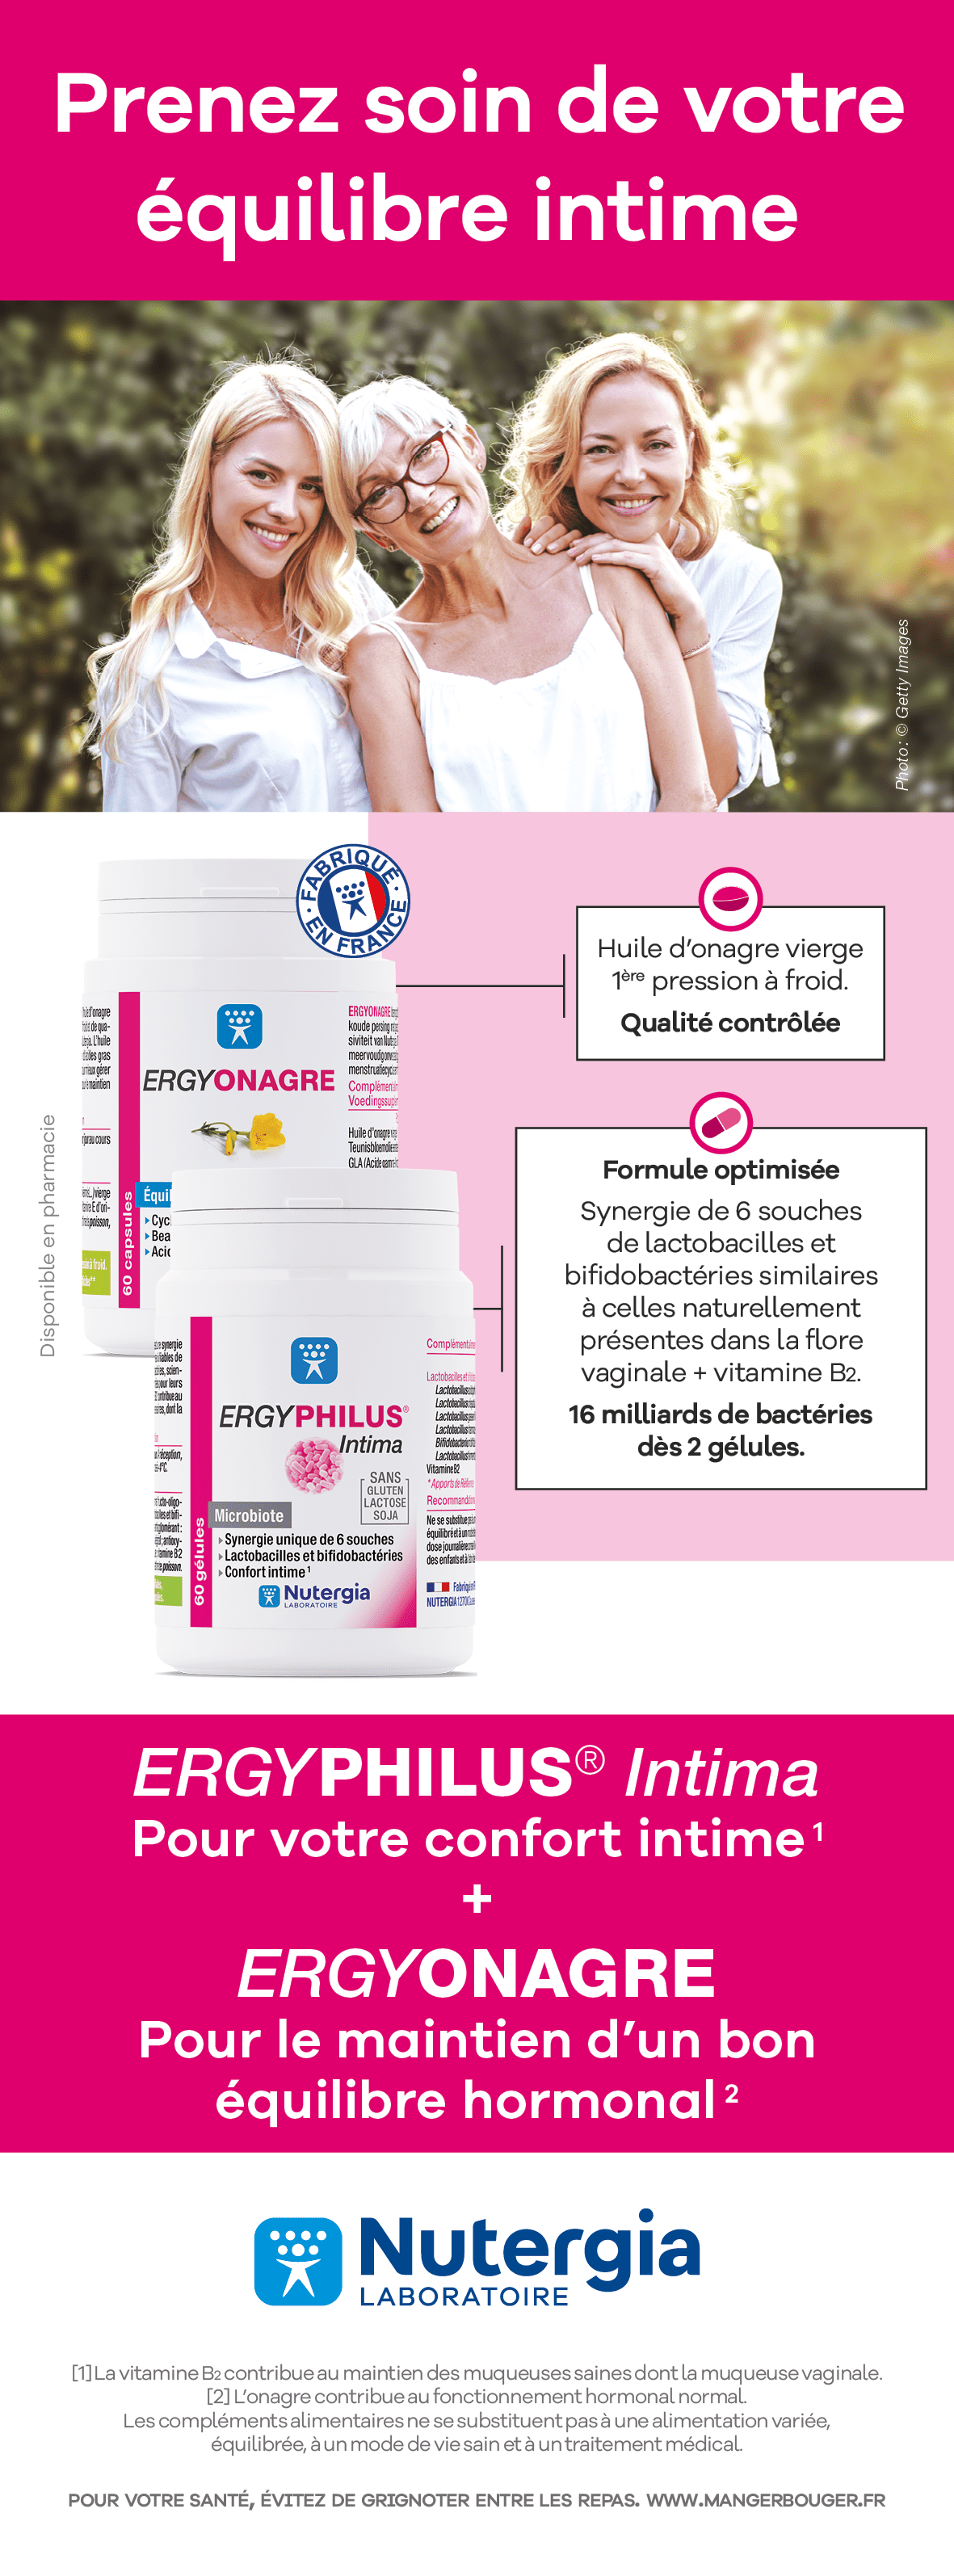 Prenez soin de votre
équilibre intime
Photo : © Getty Images
FABRIQUÉ
EN FRANCE
Huile d'onagre vierge
1ère pression à froid.
Qualité contrôlée
Disponible en pharmacie
ERGYONAGRE
60 capsules
Formule optimisée
Synergie de 6 souches
de lactobacilles et
bifidobactéries similaires
à celles naturellement
présentes dans la flore
vaginale + vitamine B2.
16 milliards de bactéries
dès 2 gélules.
ERGYPHILUS®
Intima
SANS
GLUTEN
LACTOSE
SOJA
Microbiote
Synergie unique de 6 souches
Lactobacilles et bifidobactéries
Confort intime 1
Nutergia
LABORATOIRE
60 gélules
ERGYPHILUS® Intima
Pour votre confort intime 1
+
ERGYONAGRE
Pour le maintien d'un bon
équilibre hormonal 2
Nutergia
LABORATOIRE
[1] La vitamine B2 contribue au maintien des muqueuses saines dont la muqueuse vaginale.
[2] L'onagre contribue au fonctionnement hormonal normal.
Les compléments alimentaires ne se substituent pas à une alimentation variée,
équilibrée, à un mode de vie sain et à un traitement médical.
POUR VOTRE SANTÉ, ÉVITEZ DE GRIGNOTER ENTRE LES REPAS. WWW.MANGERBOUGER.FR